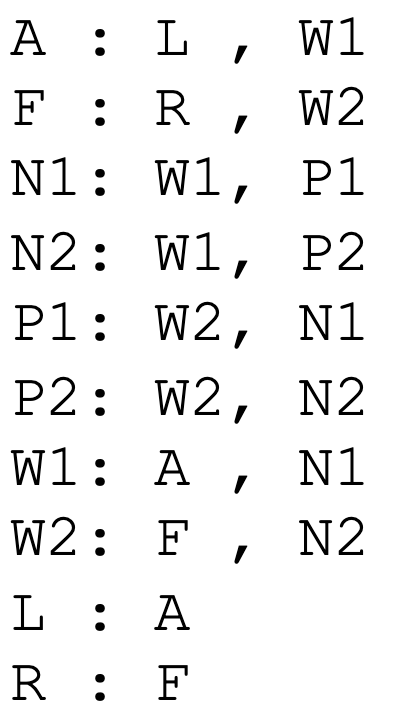 A : L , W1
F : R , W2
N1: W1, P1
N2: W1, P2
P1: W2, N1
P2: W2, N2
W1: A , N1
W2: F , N2
L : A
R : F